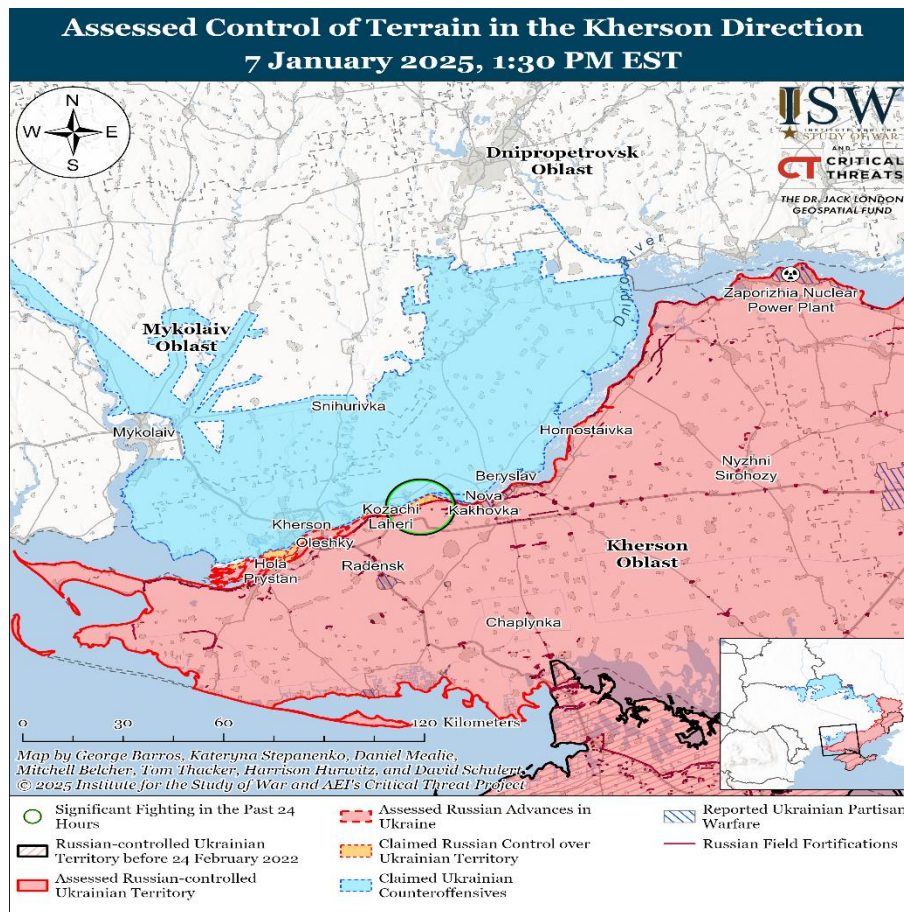 Assessed Control of Terrain in the Kherson Direction
7 January 2025, 1:30 PM EST
N
W E
S
ISW
INSTITUTE FOR THE
STUDY OF WAR
AND
CT CRITICAL
THREATS
THE DR. JACK LONDON
GEOSPATIAL FUND
Dnipropetrovsk
Oblast
Dnipro River
Zaporizhia Nuclear
Power Plant
Mykolaiv
Oblast
Snihurivka
Mykolaiv
Hornostaivka
Beryslav
Nyzhni
Sirohozy
Nova
Kakhovka
Kozachi
Laheri
Kherson
Oleshky
Hola
Prystan
Radensk
Kherson
Oblast
Chaplynka
0 30 60 120 Kilometers
Map by George Barros, Kateryna Stepanenko, Daniel Mealie,
Mitchell Belcher, Tom Thacker, Harrison Hurwitz, and David Schulert
© 2025 Institute for the Study of War and AEI's Critical Threat Project
Significant Fighting in the Past 24
Hours
Russian-controlled Ukrainian
Territory before 24 February 2022
Assessed Russian-controlled
Ukrainian Territory
Assessed Russian Advances in
Ukraine
Claimed Russian Control over
Ukrainian Territory
Claimed Ukrainian
Counteroffensives
Reported Ukrainian Partisan
Warfare
Russian Field Fortifications